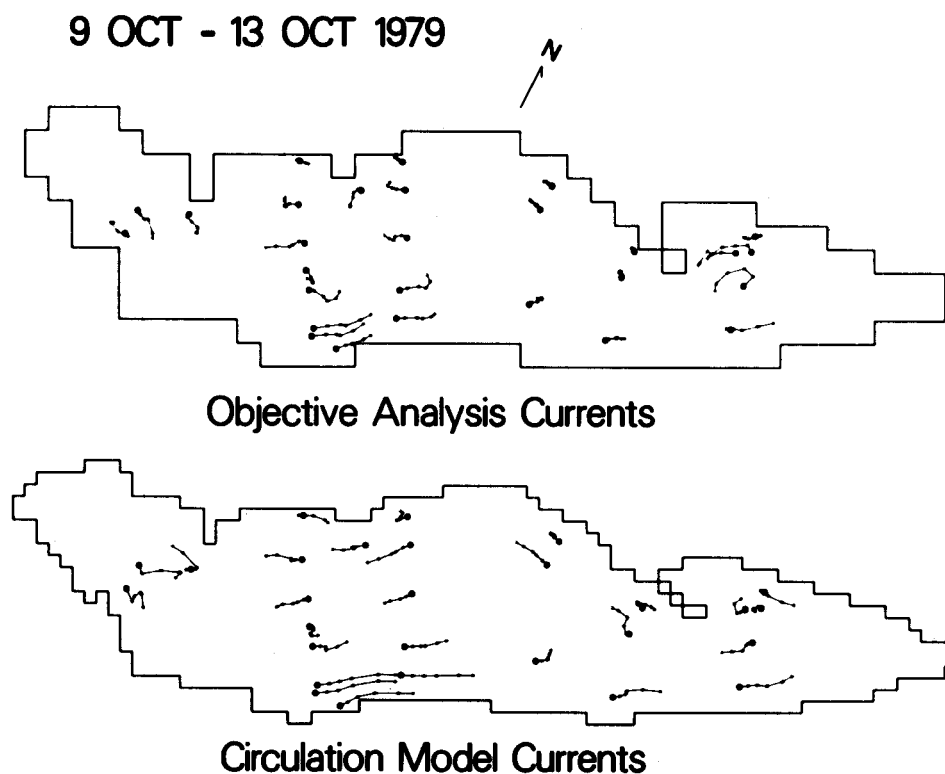 9 OCT - 13 OCT 1979
N
Objective Analysis Currents
Circulation Model Currents